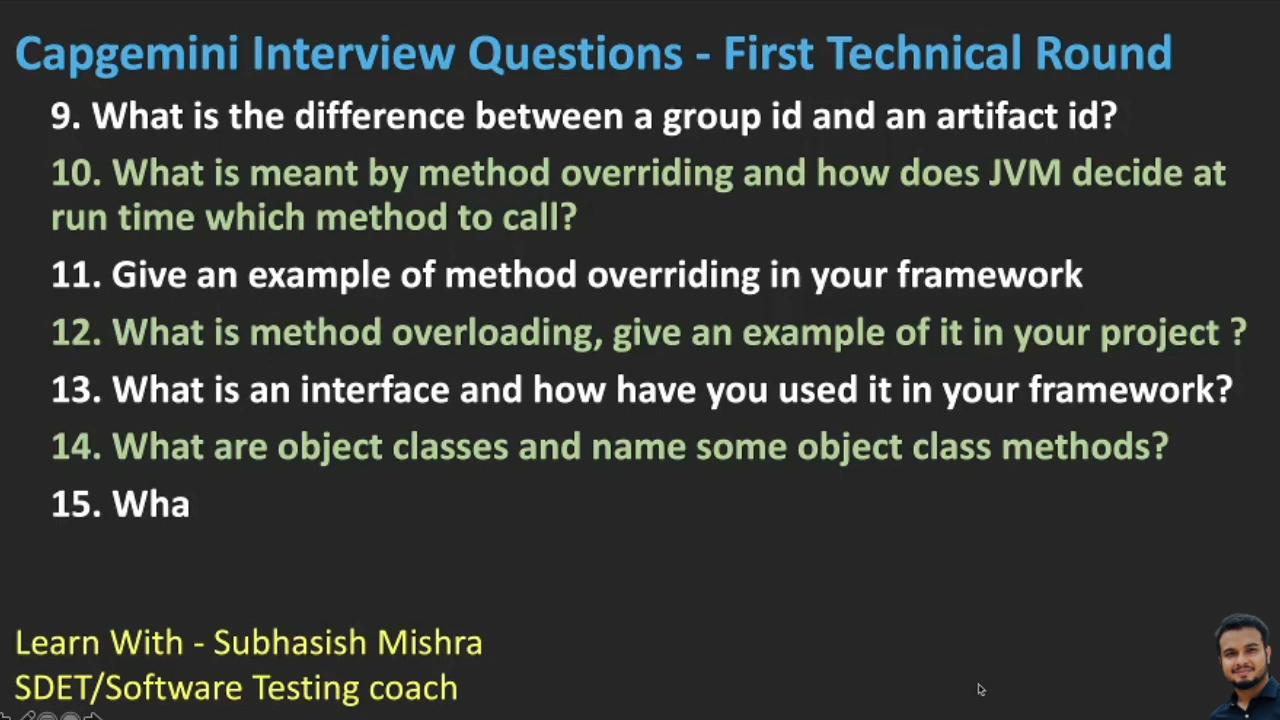 Capgemini Interview Questions - First Technical Round
9. What is the difference between a group id and an artifact id?
10. What is meant by method overriding and how does JVM decide at
run time which method to call?
11. Give an example of method overriding in your framework
12. What is method overloading, give an example of it in your project ?
13. What is an interface and how have you used it in your framework?
14. What are object classes and name some object class methods?
15. Wha
Learn With - Subhasish Mishra
SDET/Software Testing coach